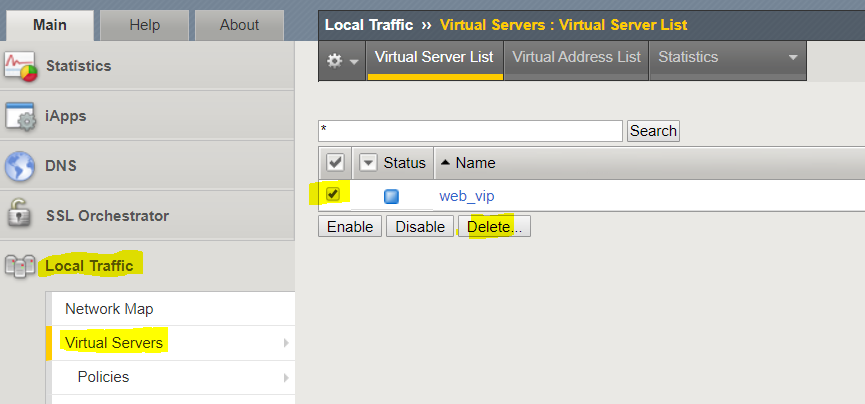 Main Help About
Local Traffic ›› Virtual Servers : Virtual Server List
Virtual Server List Virtual Address List Statistics
Statistics
iApps
DNS
SSL Orchestrator
Local Traffic
Network Map
Virtual Servers
Policies
* Search
Status Name
web_vip
Enable Disable Delete...